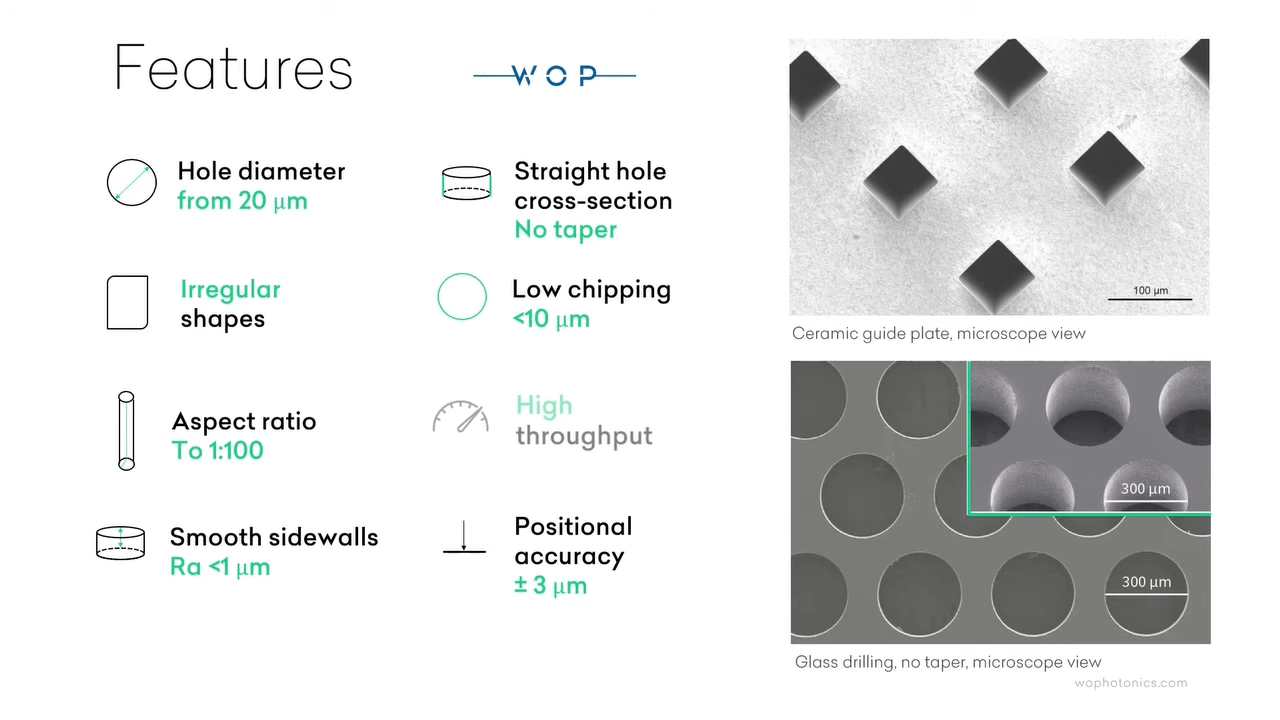 Features
WOP
Hole diameter
from 20 μm
Straight hole
cross-section
No taper
Irregular
shapes
Low chipping
<10 μm
Aspect ratio
To 1:100
High
throughput
Smooth sidewalls
Ra <1 μm
Positional
accuracy
± 3 μm
100 μm
Ceramic guide plate, microscope view
300 μm
300 μm
Glass drilling, no taper, microscope view
wophotonics.com